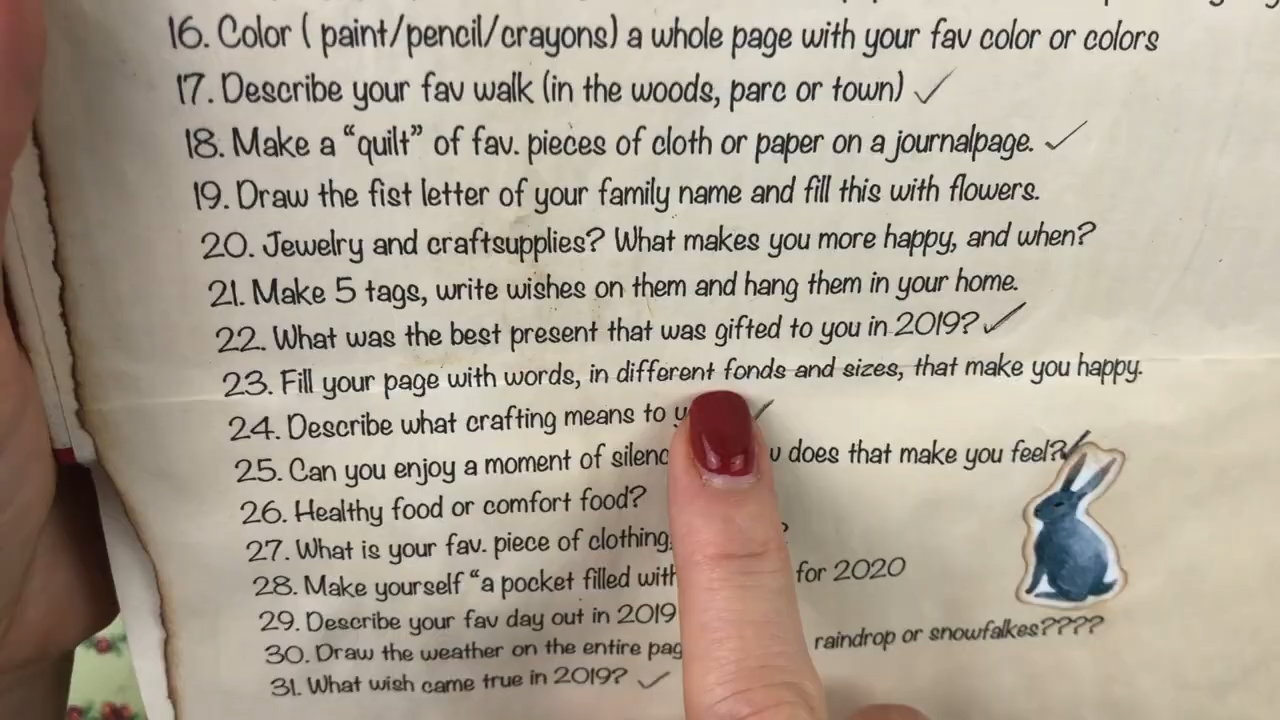 16. Color ( paint/pencil/crayons) a whole page with your fav color or colors
17. Describe your fav walk (in the woods, parc or town) ✓
18. Make a “quilt” of fav. pieces of cloth or paper on a journalpage. ✓
19. Draw the fist letter of your family name and fill this with flowers.
20. Jewelry and craftsupplies? What makes you more happy, and when?
21. Make 5 tags, write wishes on them and hang them in your home.
22. What was the best present that was gifted to you in 2019? ✓
23. Fill your page with words, in different fonds and sizes, that make you happy.
24. Describe what crafting means to ✓
25. Can you enjoy a moment of does that make you feel? ✓
26. Healthy food or comfort food?
27. What is your fav. piece of clothing, ?
28. Make yourself “a pocket filled with for 2020
29. Describe your fav day out in 2019
30. Draw the weather on the entire raindrop or snowfalkes????
31. What wish came true in 2019? ✓